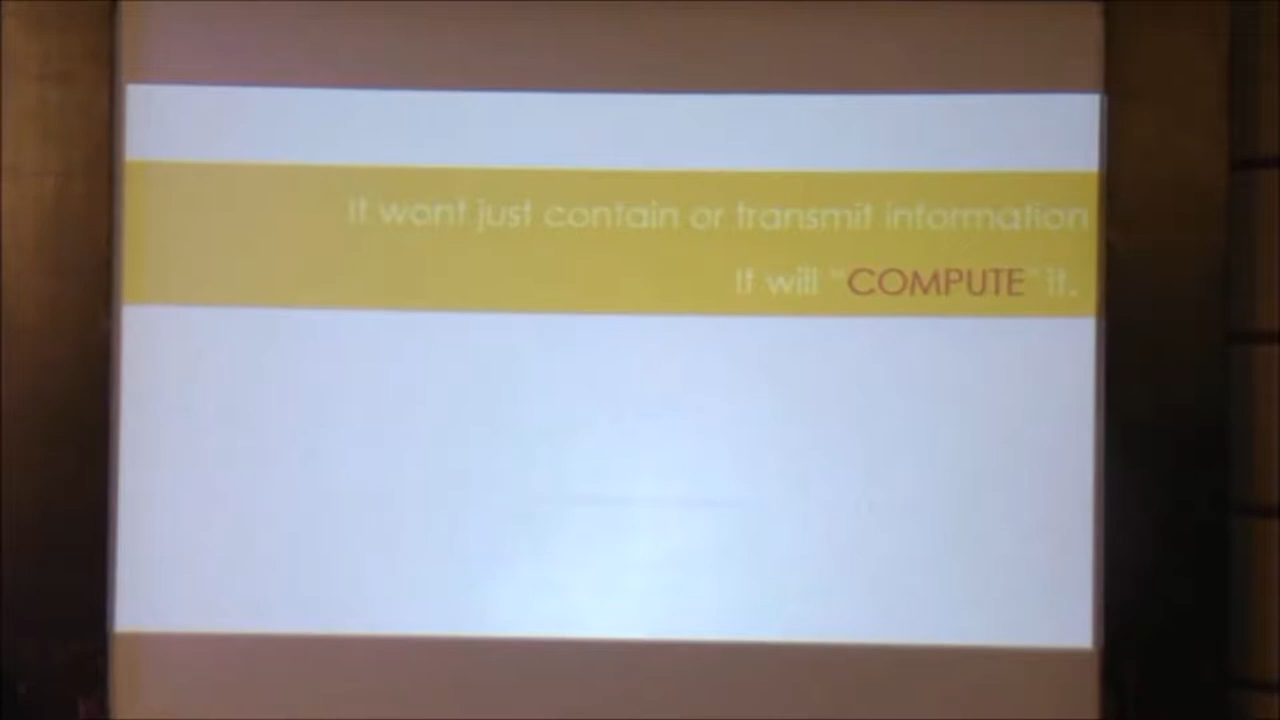 It wont just contain or transmit information
It will "COMPUTE" it.